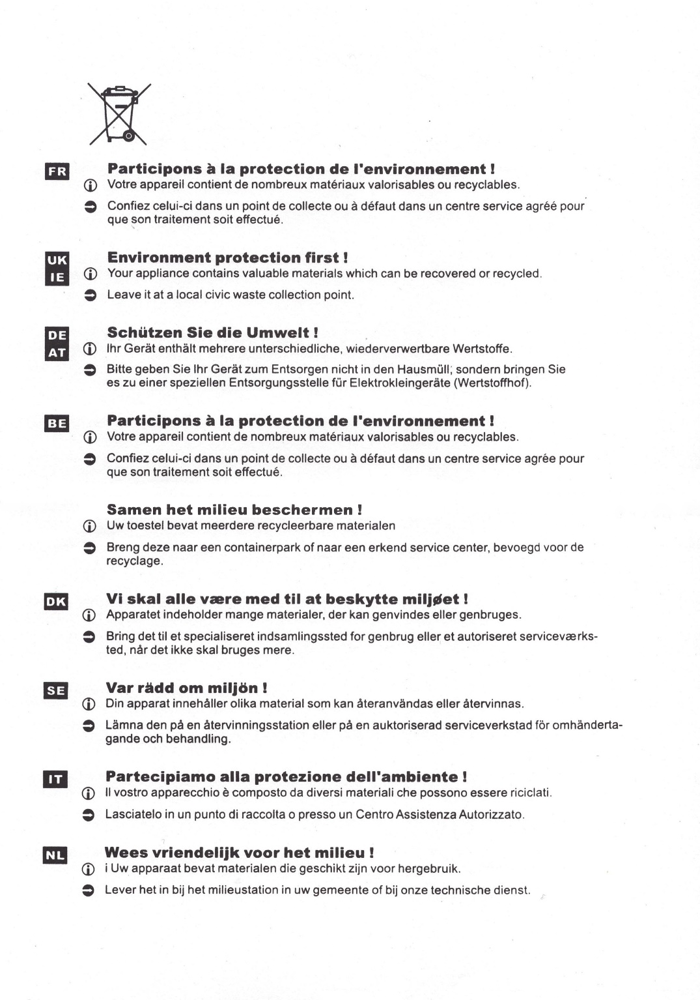 FR Participons à la protection de l'environnement !
ⓘ Votre appareil contient de nombreux matériaux valorisables ou recyclables.
➲ Confiez celui-ci dans un point de collecte ou à défaut dans un centre service agréé pour
que son traitement soit effectué.
UK Environment protection first !
IE ⓘ Your appliance contains valuable materials which can be recovered or recycled.
➲ Leave it at a local civic waste collection point.
DE Schützen Sie die Umwelt !
AT ⓘ Ihr Gerät enthält mehrere unterschiedliche, wiederverwertbare Wertstoffe.
➲ Bitte geben Sie Ihr Gerät zum Entsorgen nicht in den Hausmüll, sondern bringen Sie
es zu einer speziellen Entsorgungsstelle für Elektrokleingeräte (Wertstoffhof).
BE Participons à la protection de l'environnement !
ⓘ Votre appareil contient de nombreux matériaux valorisables ou recyclables.
➲ Confiez celui-ci dans un point de collecte ou à défaut dans un centre service agrée pour
que son traitement soit effectué.
Samen het milieu beschermen !
ⓘ Uw toestel bevat meerdere recycleerbare materialen
➲ Breng deze naar een containerpark of naar een erkend service center, bevoegd voor de
recyclage.
DK Vi skal alle være med til at beskytte miljøet !
ⓘ Apparatet indeholder mange materialer, der kan genvindes eller genbruges.
➲ Bring det til et specialiseret indsamlingssted for genbrug eller et autoriseret serviceværks-
ted, når det ikke skal bruges mere.
SE Var rädd om miljön !
ⓘ Din apparat innehåller olika material som kan återanvändas eller återvinnas.
➲ Lämna den på en återvinningsstation eller på en auktoriserad serviceverkstad för omhänderta-
gande och behandling.
IT Partecipiamo alla protezione dell'ambiente !
ⓘ Il vostro apparecchio è composto da diversi materiali che possono essere riciclati.
➲ Lasciatelo in un punto di raccolta o presso un Centro Assistenza Autorizzato.
NL Wees vriendelijk voor het milieu !
ⓘ i Uw apparaat bevat materialen die geschikt zijn voor hergebruik.
➲ Lever het in bij het milieustation in uw gemeente of bij onze technische dienst.